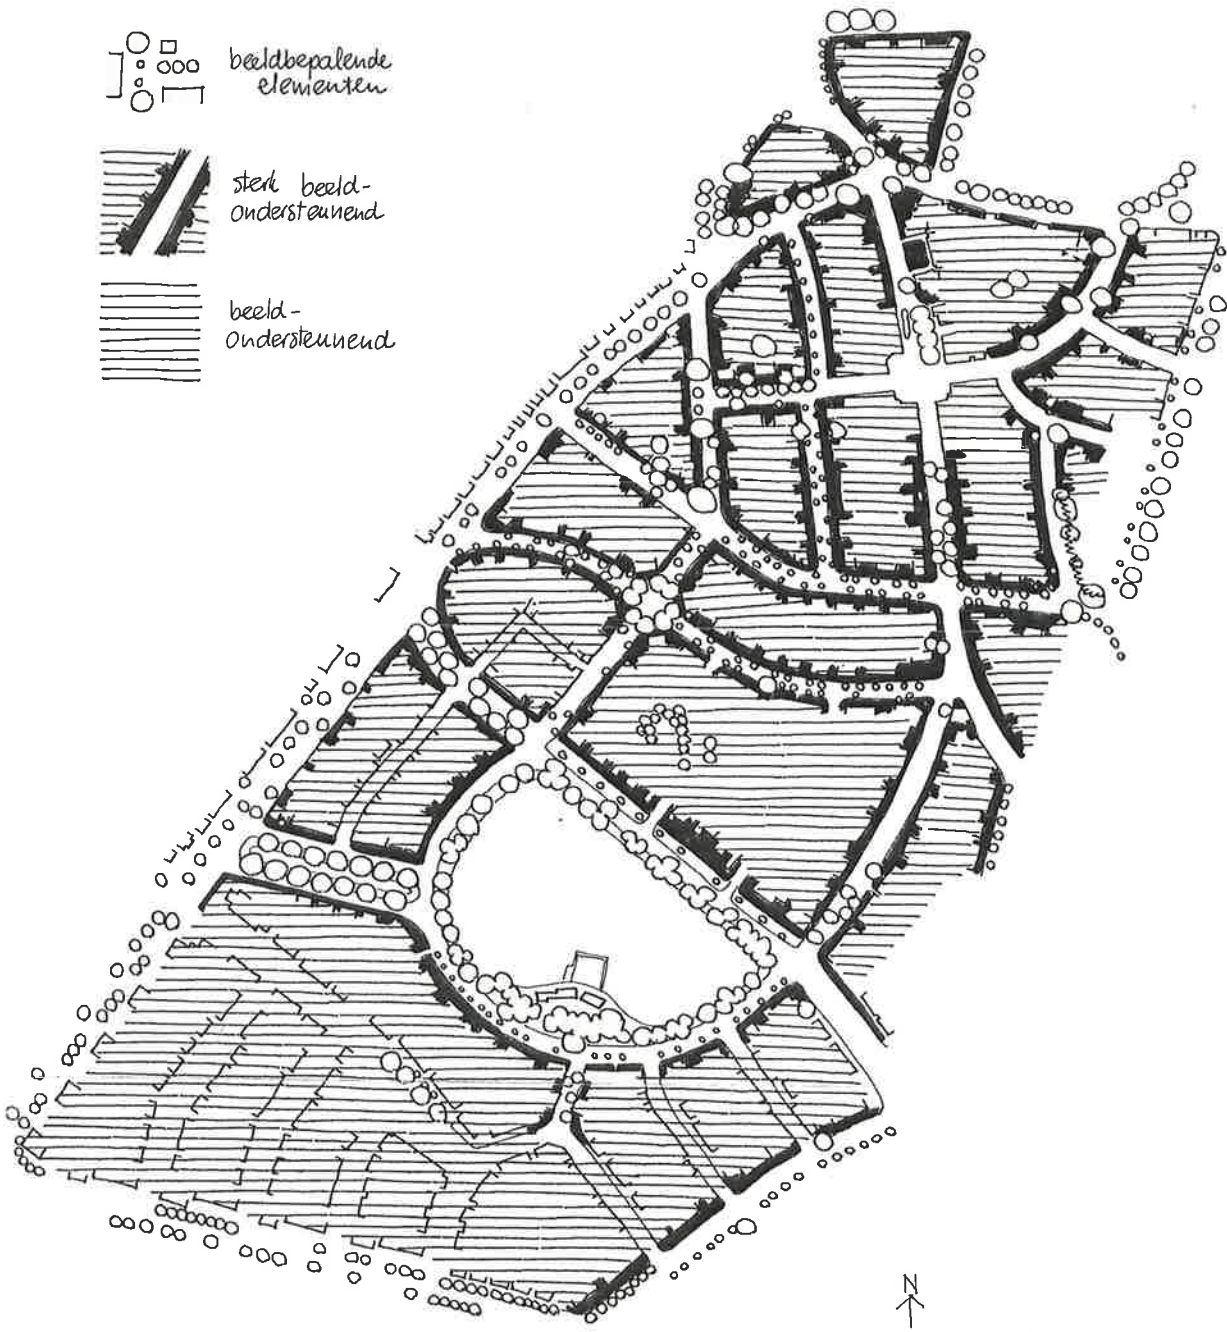 beeldbepalende
elementen
sterk beeld-
ondersteunend
beeld-
ondersteunend
N